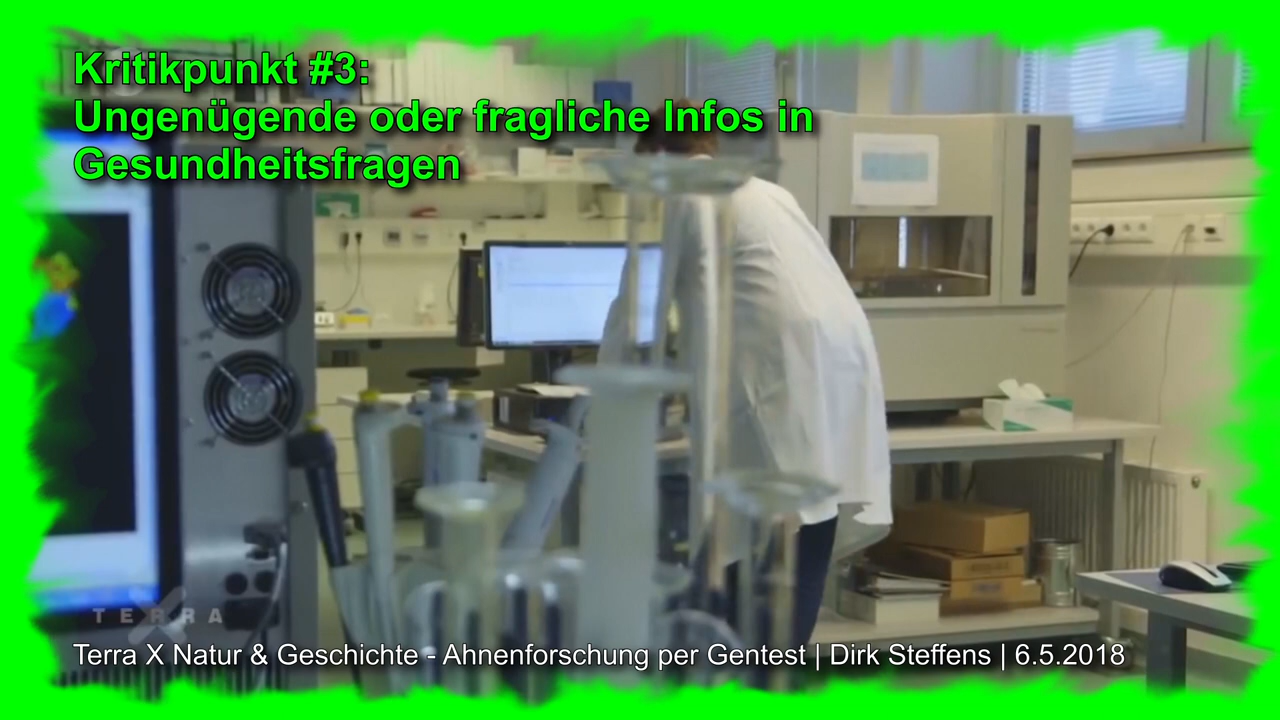 Kritikpunkt #3:
Ungenügende oder fragliche Infos in
Gesundheitsfragen
TERRA X
Terra X Natur & Geschichte - Ahnenforschung per Gentest | Dirk Steffens | 6.5.2018